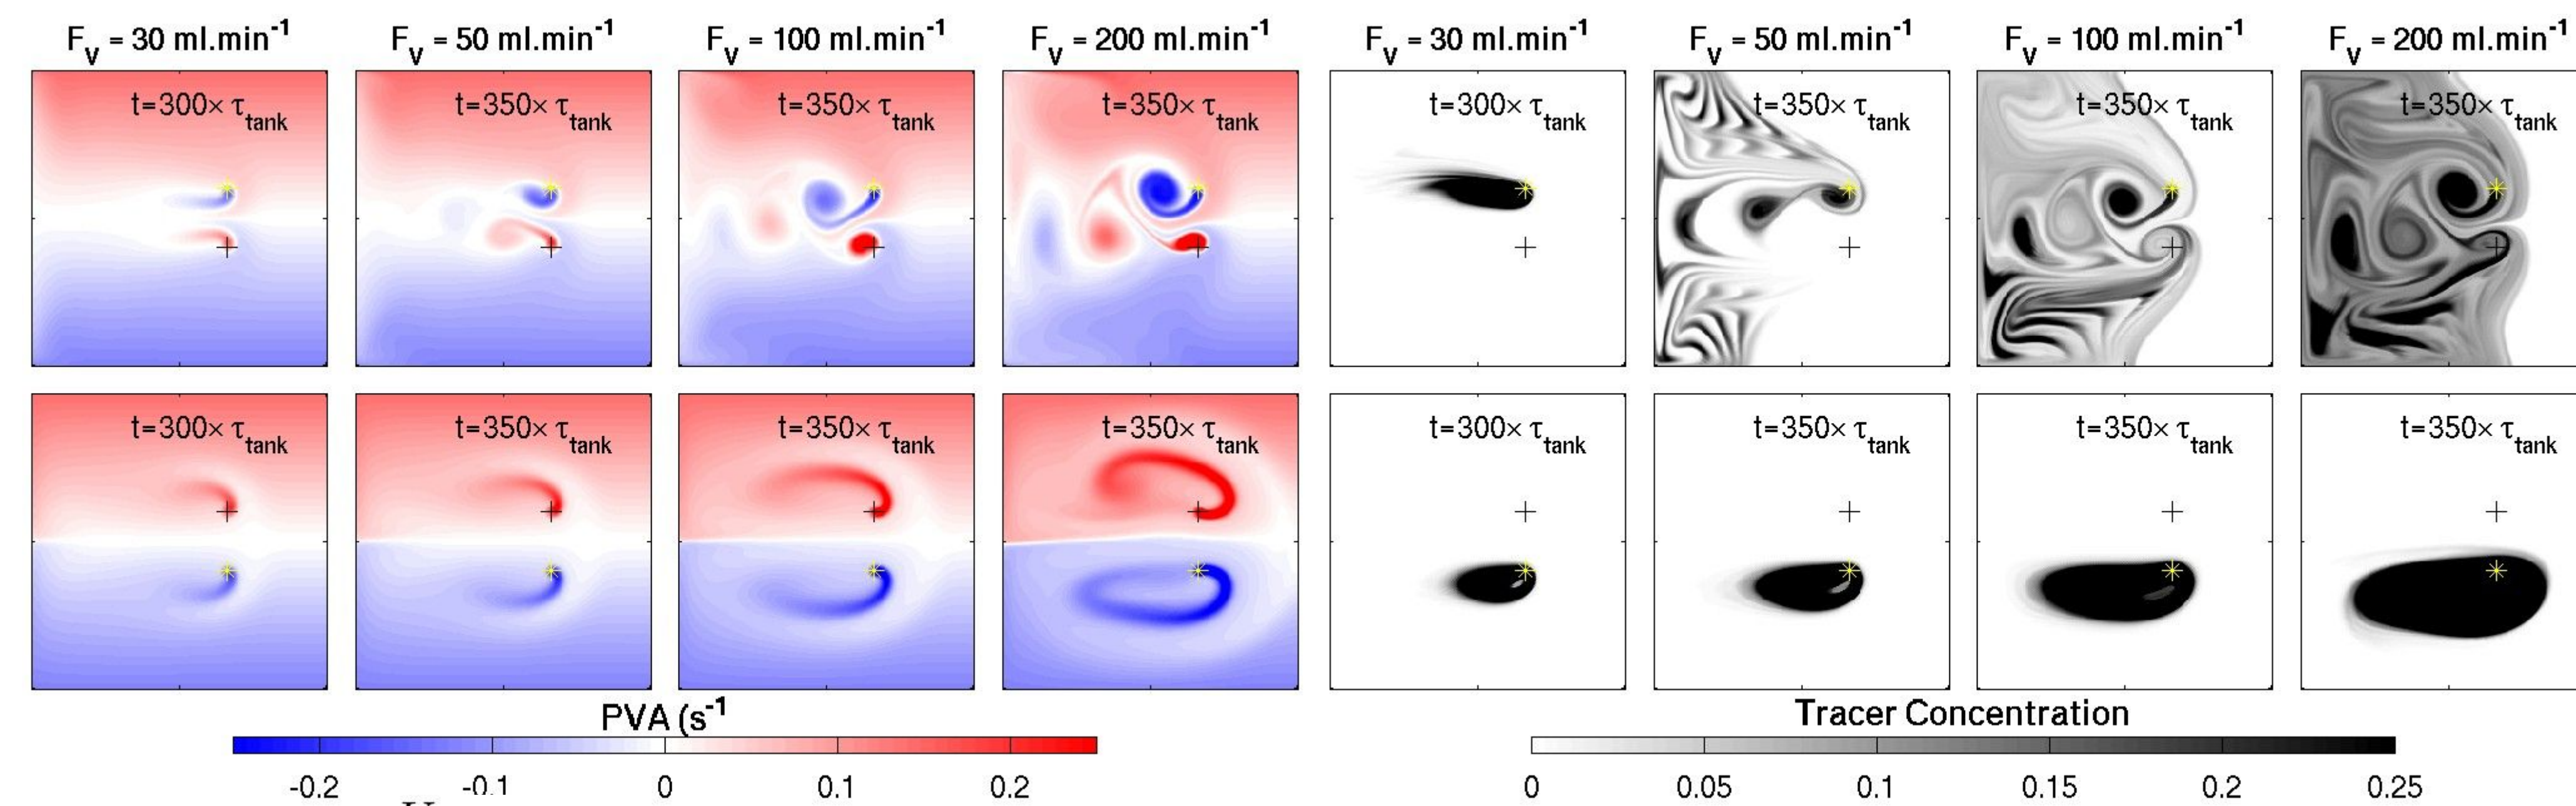 F_v = 30 ml.min^-1 F_v = 50 ml.min^-1 F_v = 100 ml.min^-1 F_v = 200 ml.min^-1 F_v = 30 ml.min^-1 F_v = 50 ml.min^-1 F_v = 100 ml.min^-1 F_v = 200 ml.min^-1
t=300× τ_tank t=350× τ_tank t=350× τ_tank t=350× τ_tank t=300× τ_tank t=350× τ_tank t=350× τ_tank t=350× τ_tank
t=300× τ_tank t=350× τ_tank t=350× τ_tank t=350× τ_tank t=300× τ_tank t=350× τ_tank t=350× τ_tank t=350× τ_tank
PVA (s^-1 Tracer Concentration
-0.2 -0.1 0 0.1 0.2 0 0.05 0.1 0.15 0.2 0.25